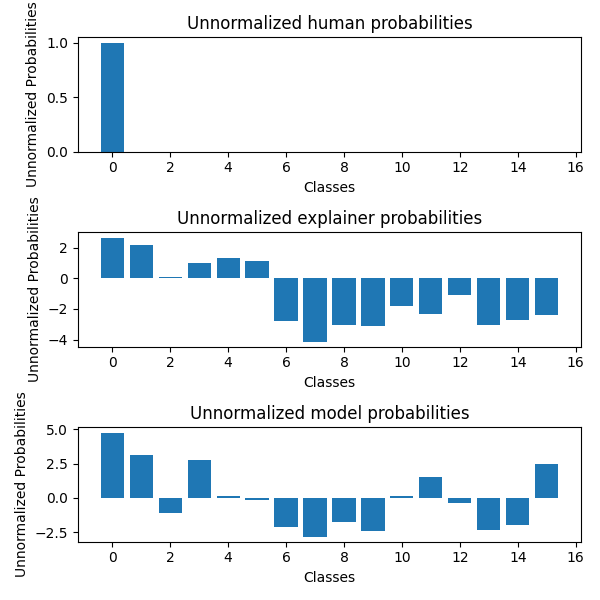 Unnormalized human probabilities
Unnormalized Probabilities
1.0
0.5
0.0
0 2 4 6 8 10 12 14 16
Classes
Unnormalized explainer probabilities
Unnormalized Probabilities
2
0
−2
−4
0 2 4 6 8 10 12 14 16
Classes
Unnormalized model probabilities
Unnormalized Probabilities
5.0
2.5
0.0
−2.5
0 2 4 6 8 10 12 14 16
Classes